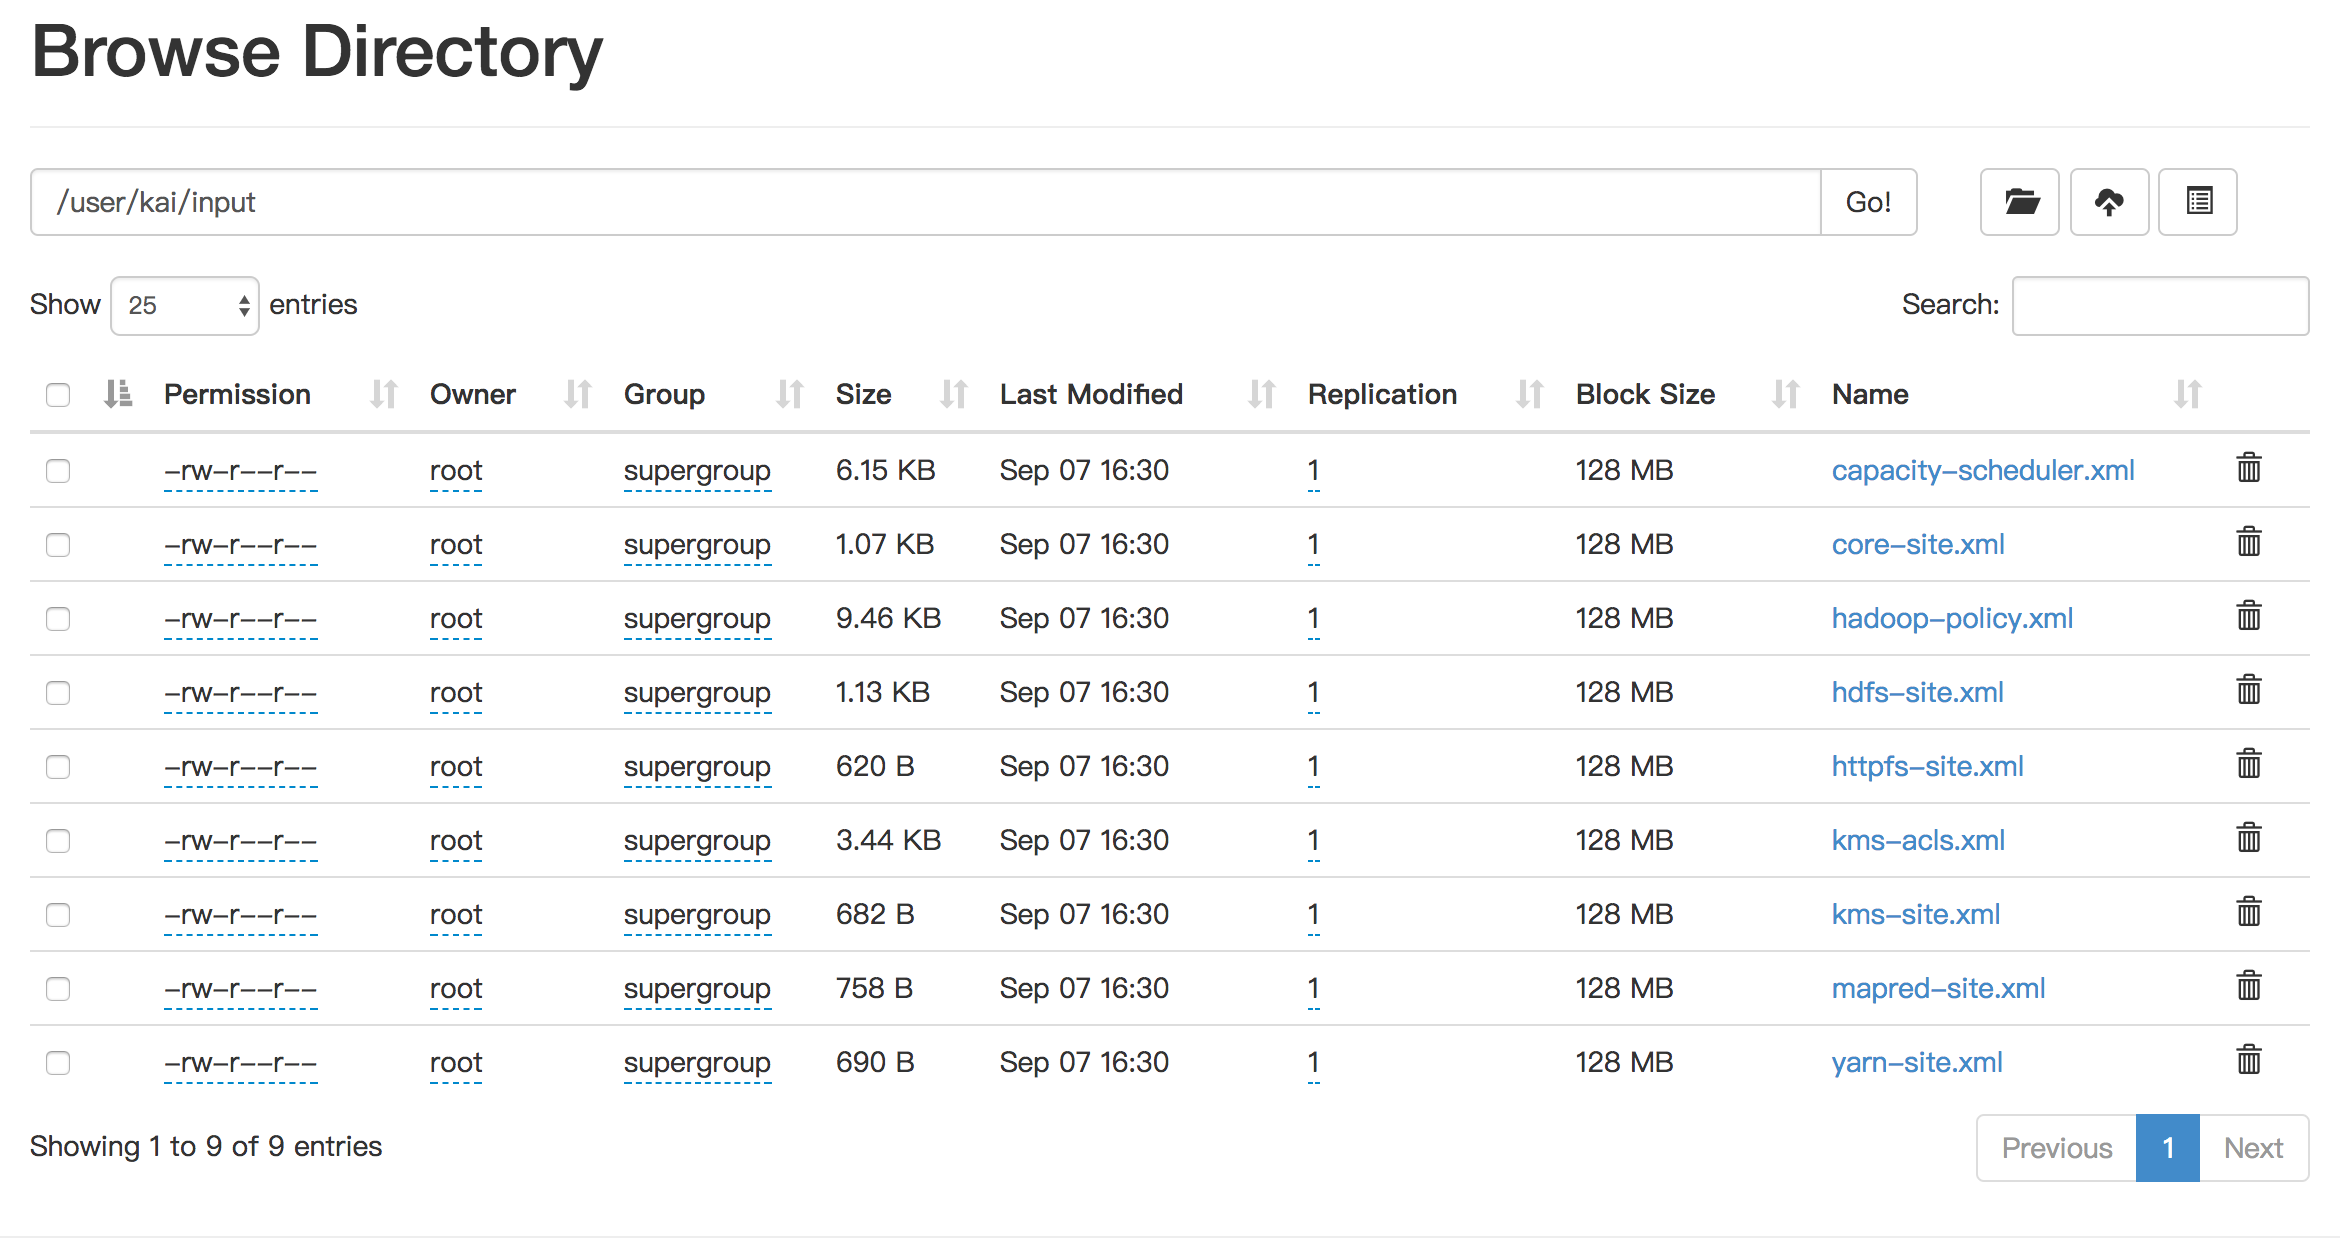 Browse Directory
/user/kai/input Go!
Show 25 entries Search:
Permission Owner Group Size Last Modified Replication Block Size Name
-rw-r--r-- root supergroup 6.15 KB Sep 07 16:30 1 128 MB capacity-scheduler.xml
-rw-r--r-- root supergroup 1.07 KB Sep 07 16:30 1 128 MB core-site.xml
-rw-r--r-- root supergroup 9.46 KB Sep 07 16:30 1 128 MB hadoop-policy.xml
-rw-r--r-- root supergroup 1.13 KB Sep 07 16:30 1 128 MB hdfs-site.xml
-rw-r--r-- root supergroup 620 B Sep 07 16:30 1 128 MB httpfs-site.xml
-rw-r--r-- root supergroup 3.44 KB Sep 07 16:30 1 128 MB kms-acls.xml
-rw-r--r-- root supergroup 682 B Sep 07 16:30 1 128 MB kms-site.xml
-rw-r--r-- root supergroup 758 B Sep 07 16:30 1 128 MB mapred-site.xml
-rw-r--r-- root supergroup 690 B Sep 07 16:30 1 128 MB yarn-site.xml
Showing 1 to 9 of 9 entries Previous 1 Next